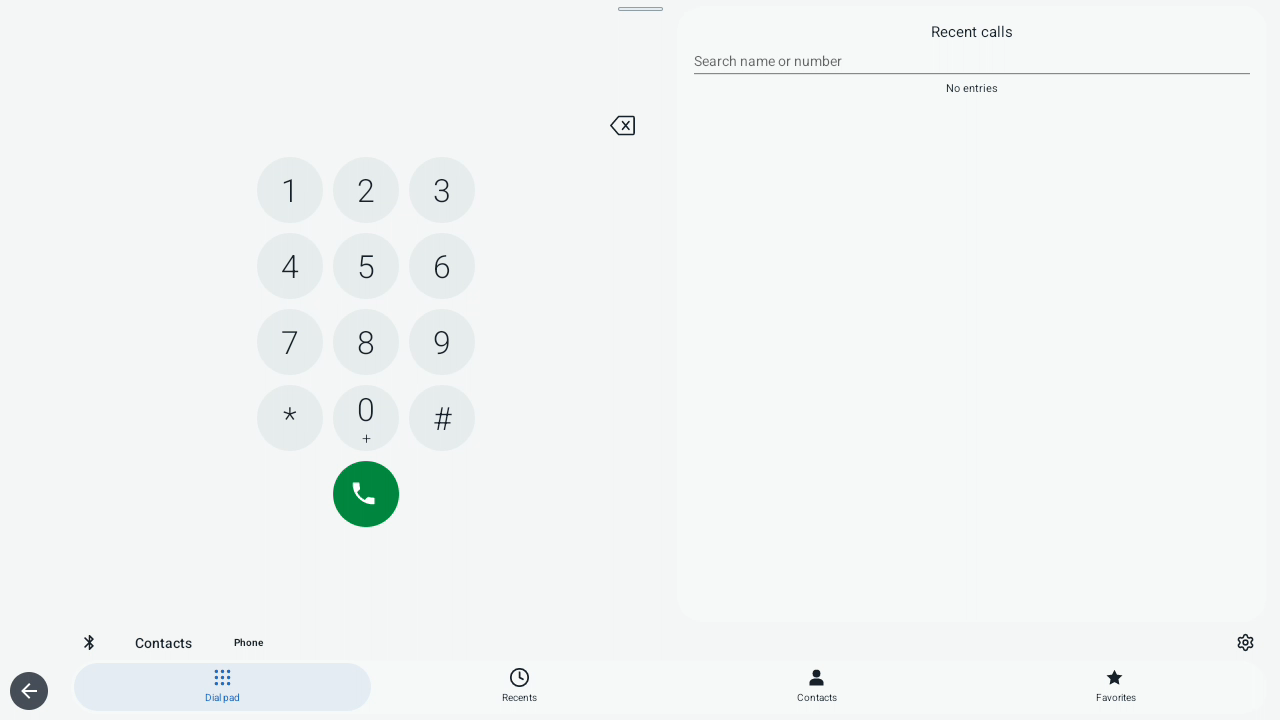 Recent calls
Search name or number
No entries
1 2 3
4 5 6
7 8 9
* 0 #
+
Contacts Phone
Dial pad Recents Contacts Favorites